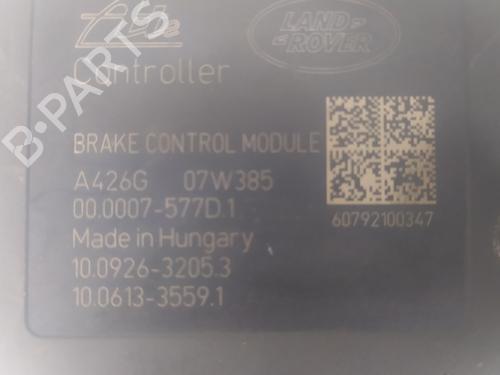 Ate
LAND
ROVER
Controller
BRAKE CONTROL MODULE
A426G 07W385
00.0007-577D.1
60792100347
Made in Hungary
10.0926-3205.3
10.0613-3559.1
B-PARTS